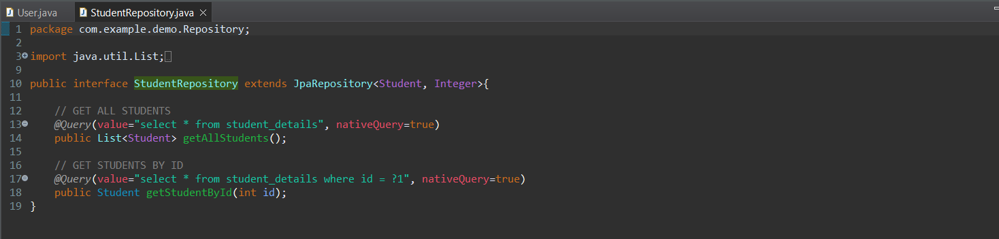 User.java StudentRepository.java
1 package com.example.demo.Repository;
2
3 import java.util.List;
9
10 public interface StudentRepository extends JpaRepository<Student, Integer>{
11
12 // GET ALL STUDENTS
13 @Query(value="select * from student_details", nativeQuery=true)
14 public List<Student> getAllStudents();
15
16 // GET STUDENTS BY ID
17 @Query(value="select * from student_details where id = ?1", nativeQuery=true)
18 public Student getStudentById(int id);
19 }